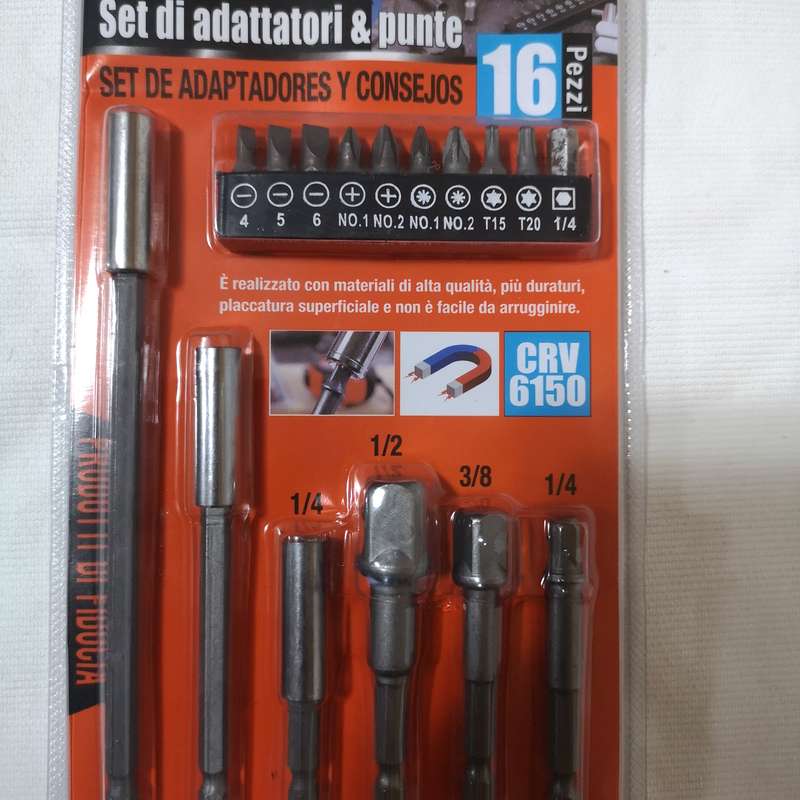 Set di adattatori & punte
SET DE ADAPTADORES Y CONSEJOS
16
Pezzi
4 5 6 NO.1 NO.2 NO.1 NO.2 T15 T20 1/4
È realizzato con materiali di alta qualità, più duraturi,
placcatura superficiale e non è facile da arrugginire.
CRV
6150
1/2
3/8
1/4
1/4
PRODOTTI DI FIDUCIA